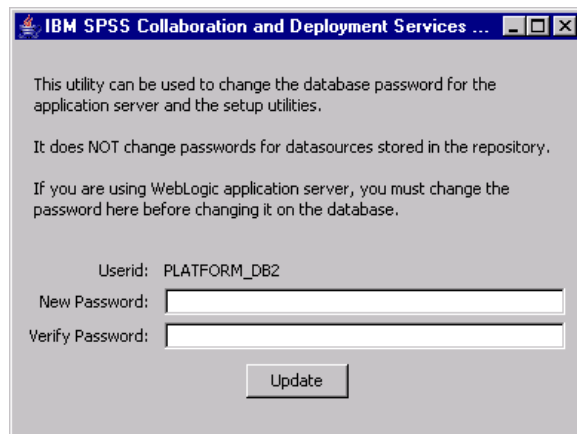 IBM SPSS Collaboration and Deployment Services ...
This utility can be used to change the database password for the
application server and the setup utilities.
It does NOT change passwords for datasources stored in the repository.
If you are using WebLogic application server, you must change the
password here before changing it on the database.
Userid: PLATFORM_DB2
New Password:
Verify Password:
Update